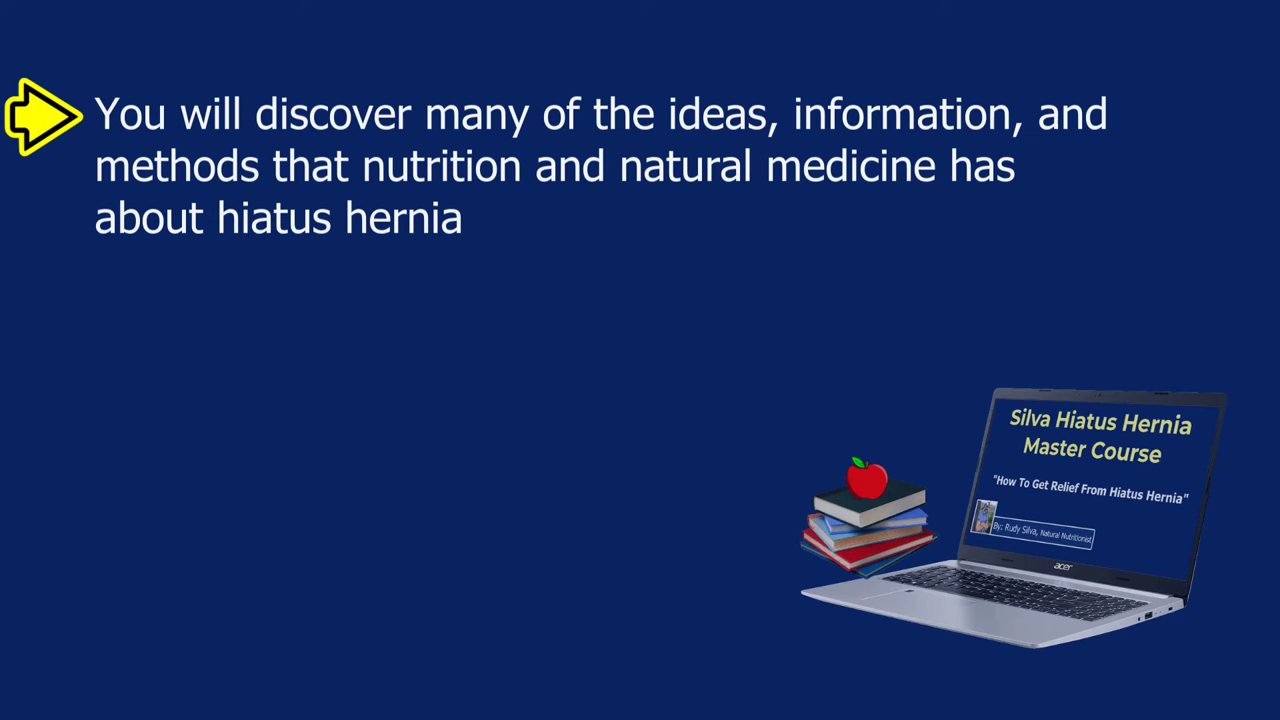 You will discover many of the ideas, information, and
methods that nutrition and natural medicine has
about hiatus hernia
Silva Hiatus Hernia
Master Course
"How To Get Relief From Hiatus Hernia"
By: Rudy Silva, Natural Nutritionist
acer